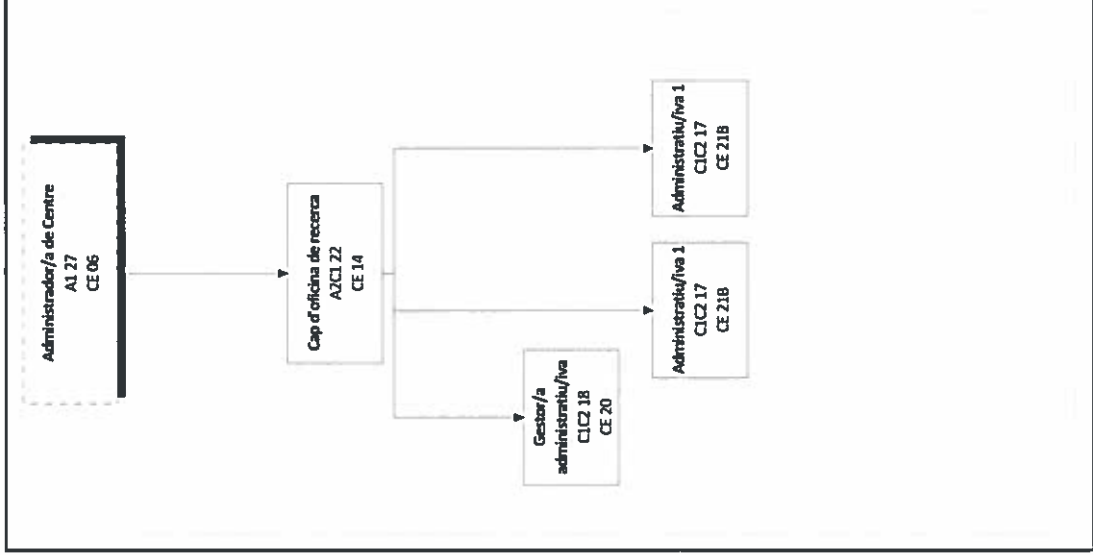 Administrador/a de Centre
A1 27
CE 06
Cap d'oficina de recerca
A2C1 22
CE 14
Gestor/a
administratiu/iva
C1C2 18
CE 20
Administratiu/iva 1
C1C2 17
CE 21B
Administratiu/iva 1
C1C2 17
CE 21B